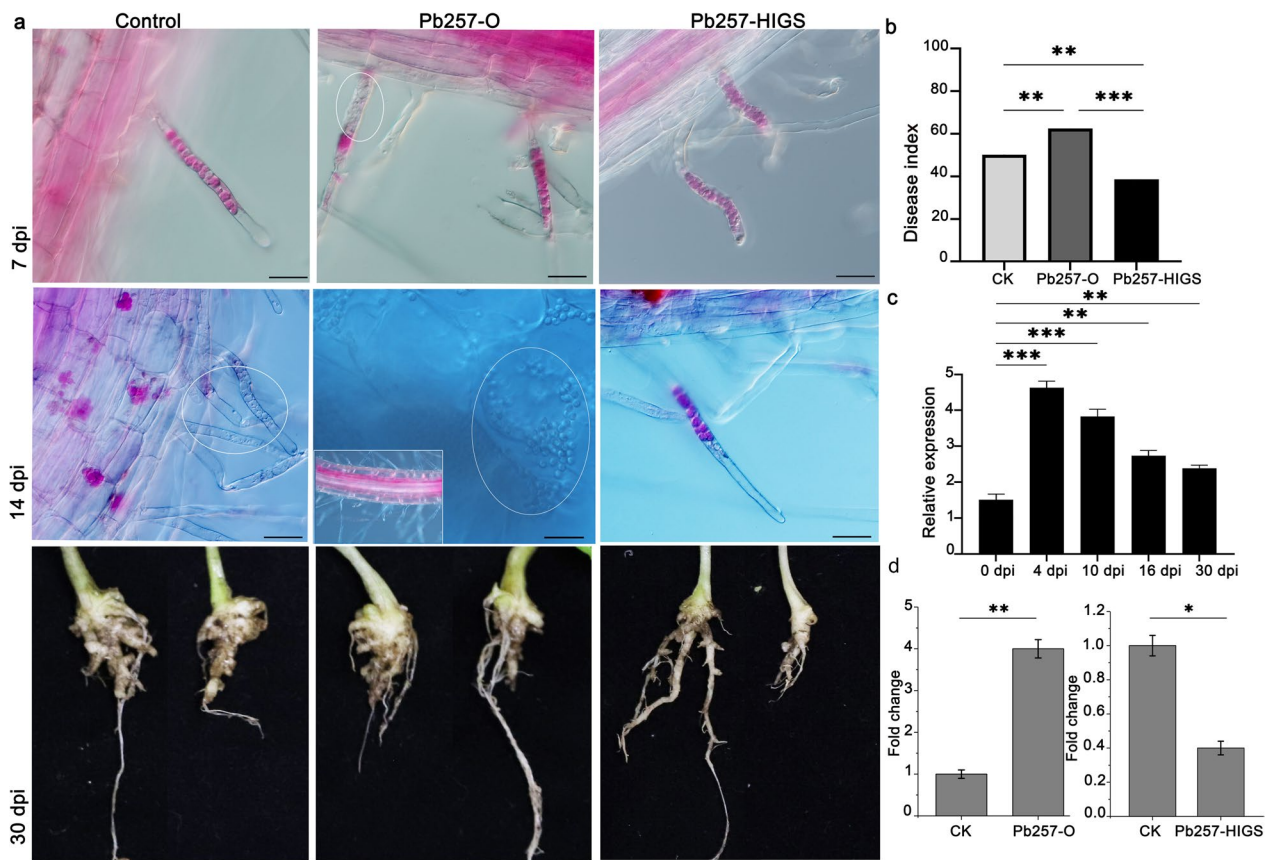 a
Control
Pb257-O
Pb257-HIGS
7 dpi
14 dpi
30 dpi
b
100
80
60
40
20
0
Disease index
**
**
***
CK
Pb257-O
Pb257-HIGS
c
**
**
***
***
5
4
3
2
1
0
Relative expression
0 dpi
4 dpi
10 dpi
16 dpi
30 dpi
d
5
4
3
2
1
0
Fold change
**
CK
Pb257-O
1.2
1.0
0.8
0.6
0.4
0.2
0.0
Fold change
*
CK
Pb257-HIGS